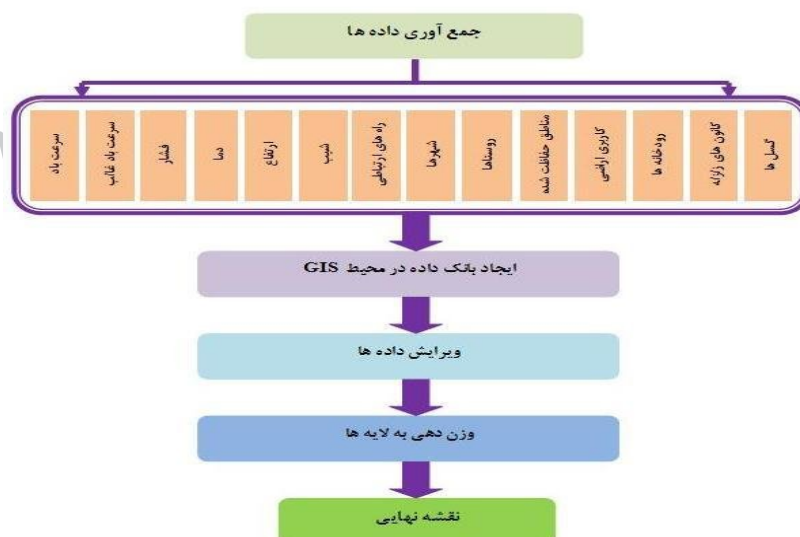 جمع آوری داده ها
گسل ها
کانون های زلزله
رودخانه ها
کاربری اراضی
مناطق حفاظت شده
روستاها
شهرها
راه های ارتباطی
شیب
ارتفاع
دما
فشار
سرعت باد غالب
سرعت باد
ایجاد بانک داده در محیط GIS
ویرایش داده ها
وزن دهی به لایه ها
نقشه نهایی